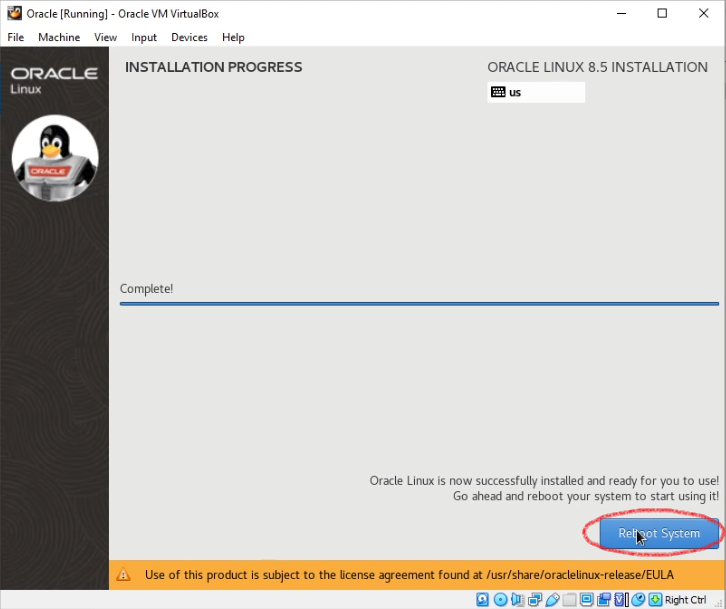 Oracle [Running] - Oracle VM VirtualBox
File Machine View Input Devices Help
ORACLE
Linux
ORACLE
INSTALLATION PROGRESS
ORACLE LINUX 8.5 INSTALLATION
us
Complete!
Oracle Linux is now successfully installed and ready for you to use!
Go ahead and reboot your system to start using it!
Reboot System
Use of this product is subject to the license agreement found at /usr/share/oraclelinux-release/EULA
Right Ctrl